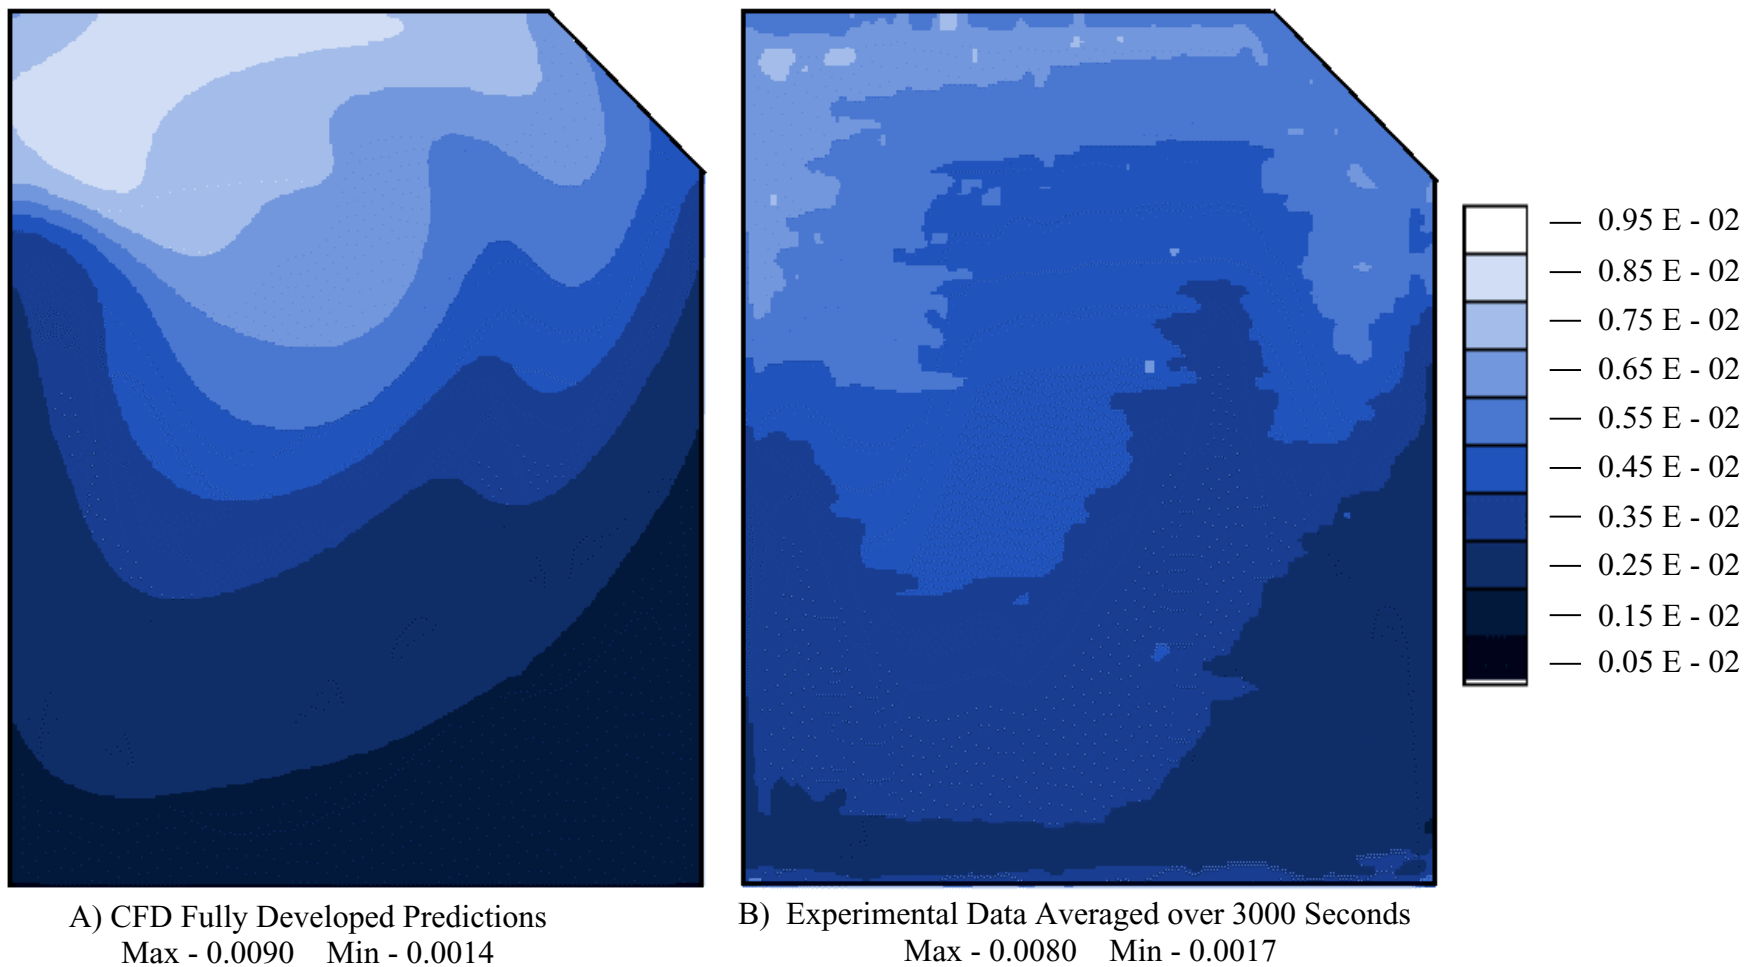 — 0.95 E - 02
— 0.85 E - 02
— 0.75 E - 02
— 0.65 E - 02
— 0.55 E - 02
— 0.45 E - 02
— 0.35 E - 02
— 0.25 E - 02
— 0.15 E - 02
— 0.05 E - 02
A) CFD Fully Developed Predictions
Max - 0.0090 Min - 0.0014
B) Experimental Data Averaged over 3000 Seconds
Max - 0.0080 Min - 0.0017